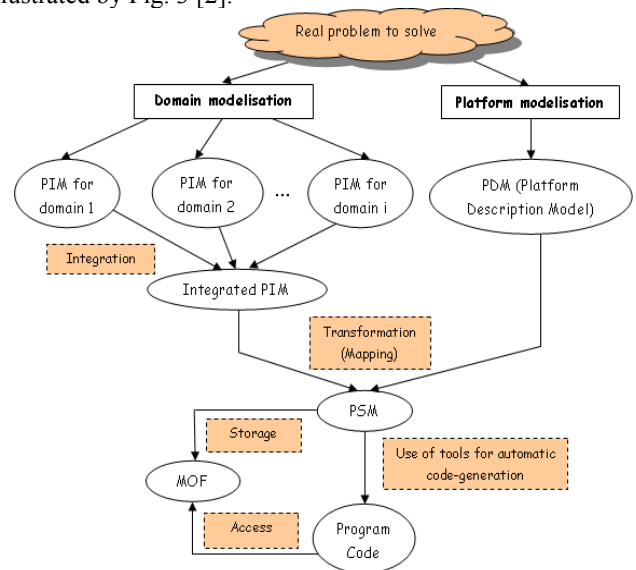 lustrated by Fig. 3 [2].
Real problem to solve
Domain modelisation
Platform modelisation
PIM for
domain 1
PIM for
domain 2
...
PIM for
domain i
PDM (Platform
Description Model)
Integration
Integrated PIM
Transformation
(Mapping)
PSM
Storage
Use of tools for automatic
code-generation
MOF
Access
Program
Code